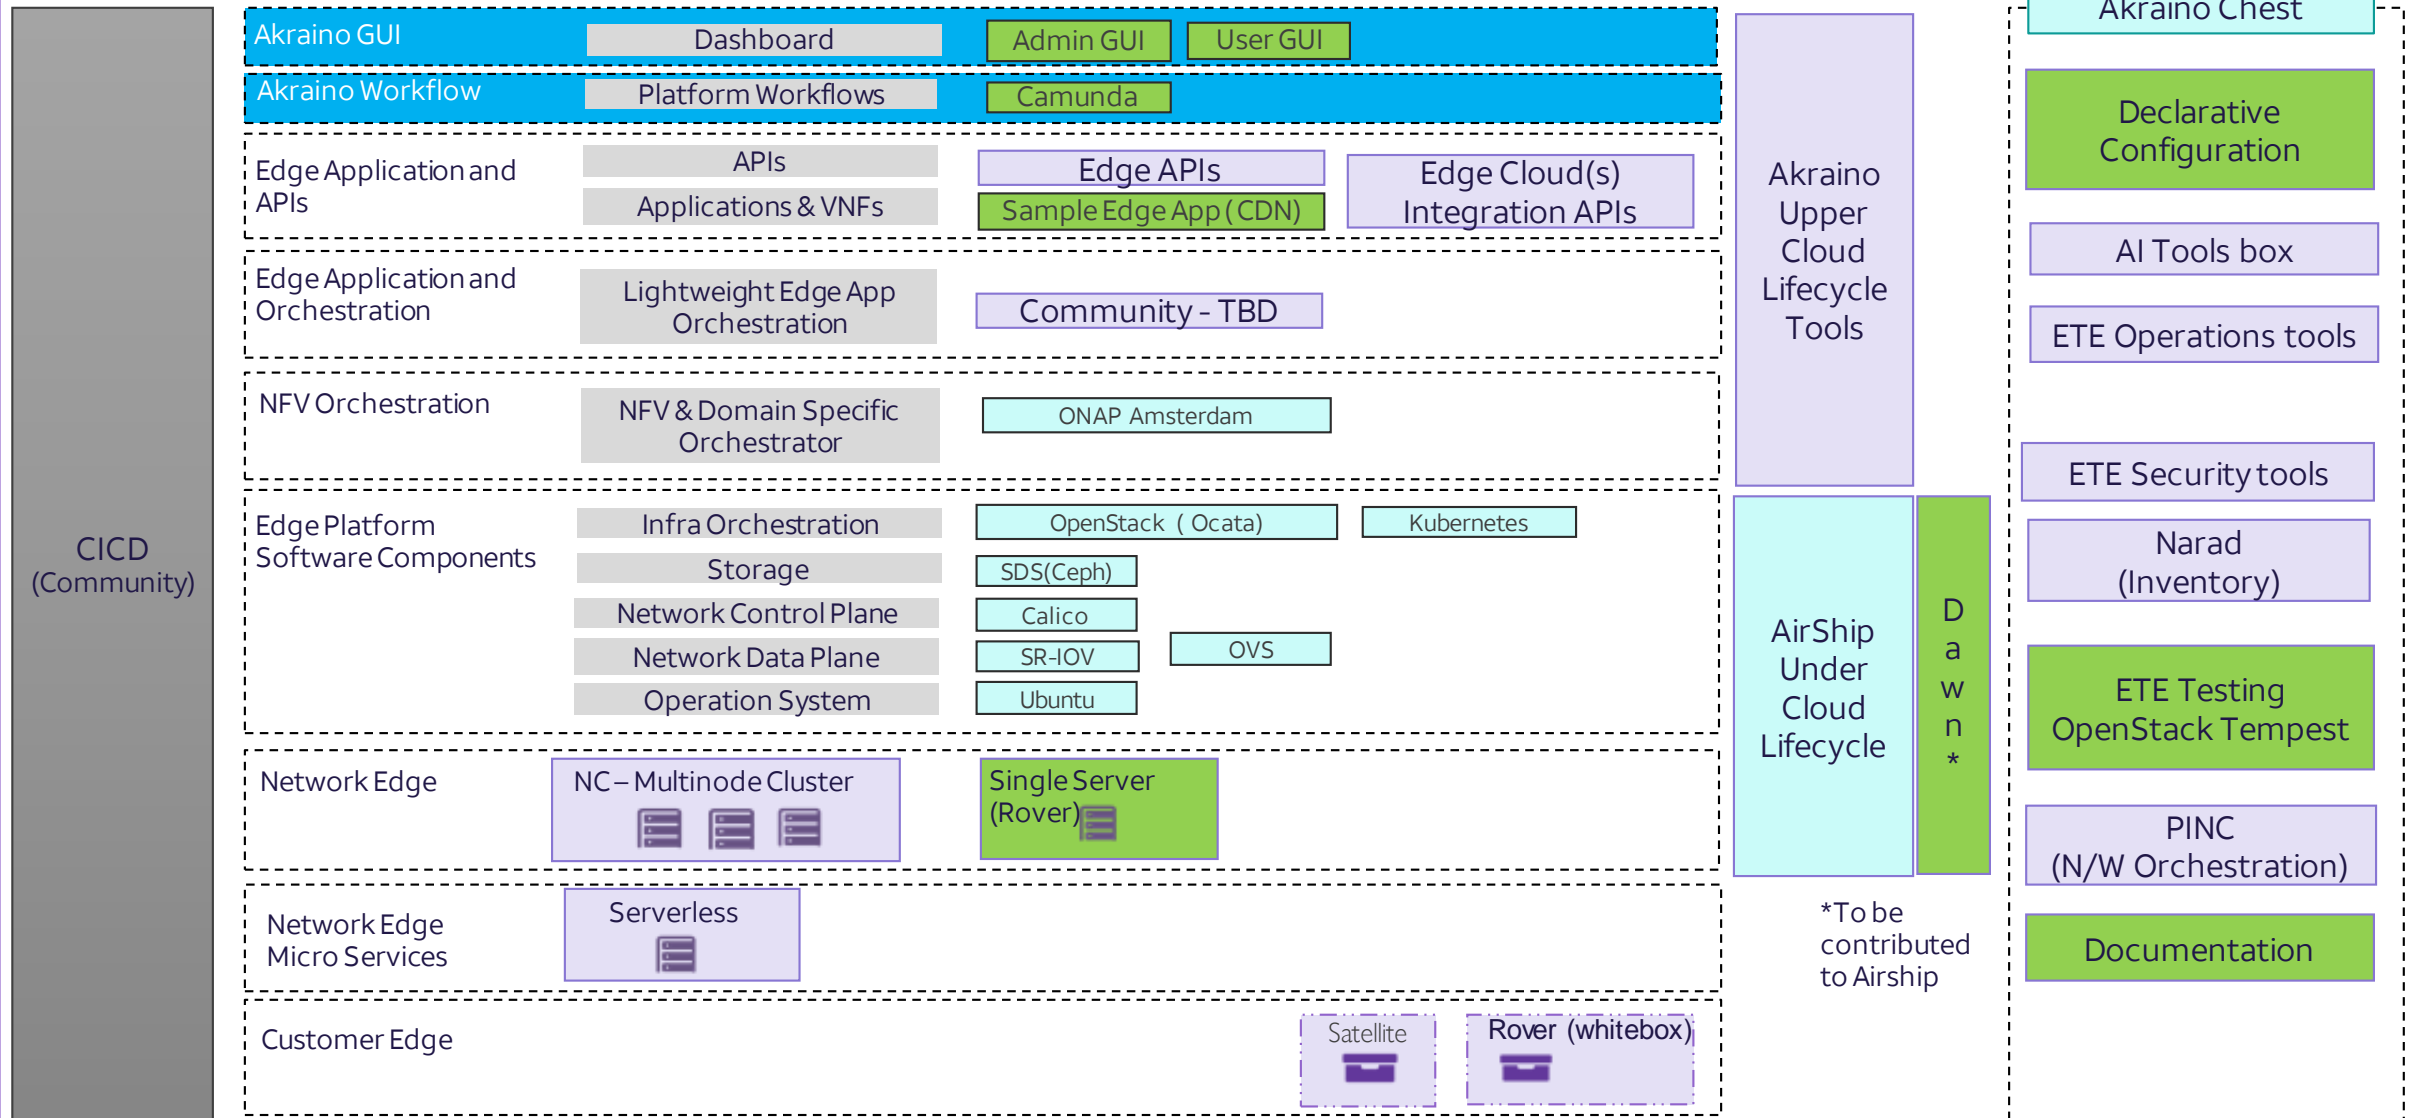 CICD
(Community)
Akraino GUI
Dashboard
Admin GUI
User GUI
Akraino Workflow
Platform Workflows
Camunda
Edge Application and
APIs
APIs
Applications & VNFs
Edge APIs
Sample Edge App (CDN)
Edge Cloud(s)
Integration APIs
Edge Application and
Orchestration
Lightweight Edge App
Orchestration
Community - TBD
NFV Orchestration
NFV & Domain Specific
Orchestrator
ONAP Amsterdam
Edge Platform
Software Components
Infra Orchestration
OpenStack ( Ocata)
Kubernetes
Storage
SDS(Ceph)
Network Control Plane
Calico
Network Data Plane
SR-IOV
OVS
Operation System
Ubuntu
Network Edge
NC – Multinode Cluster
Single Server
(Rover)
Network Edge
Micro Services
Serverless
Customer Edge
Satellite
Rover (whitebox)
Akraino
Upper
Cloud
Lifecycle
Tools
AirShip
Under
Cloud
Lifecycle
D
a
w
n
*
*To be
contributed
to Airship
Akraino Chest
Declarative
Configuration
AI Tools box
ETE Operations tools
ETE Security tools
Narad
(Inventory)
ETE Testing
OpenStack Tempest
PINC
(N/W Orchestration)
Documentation